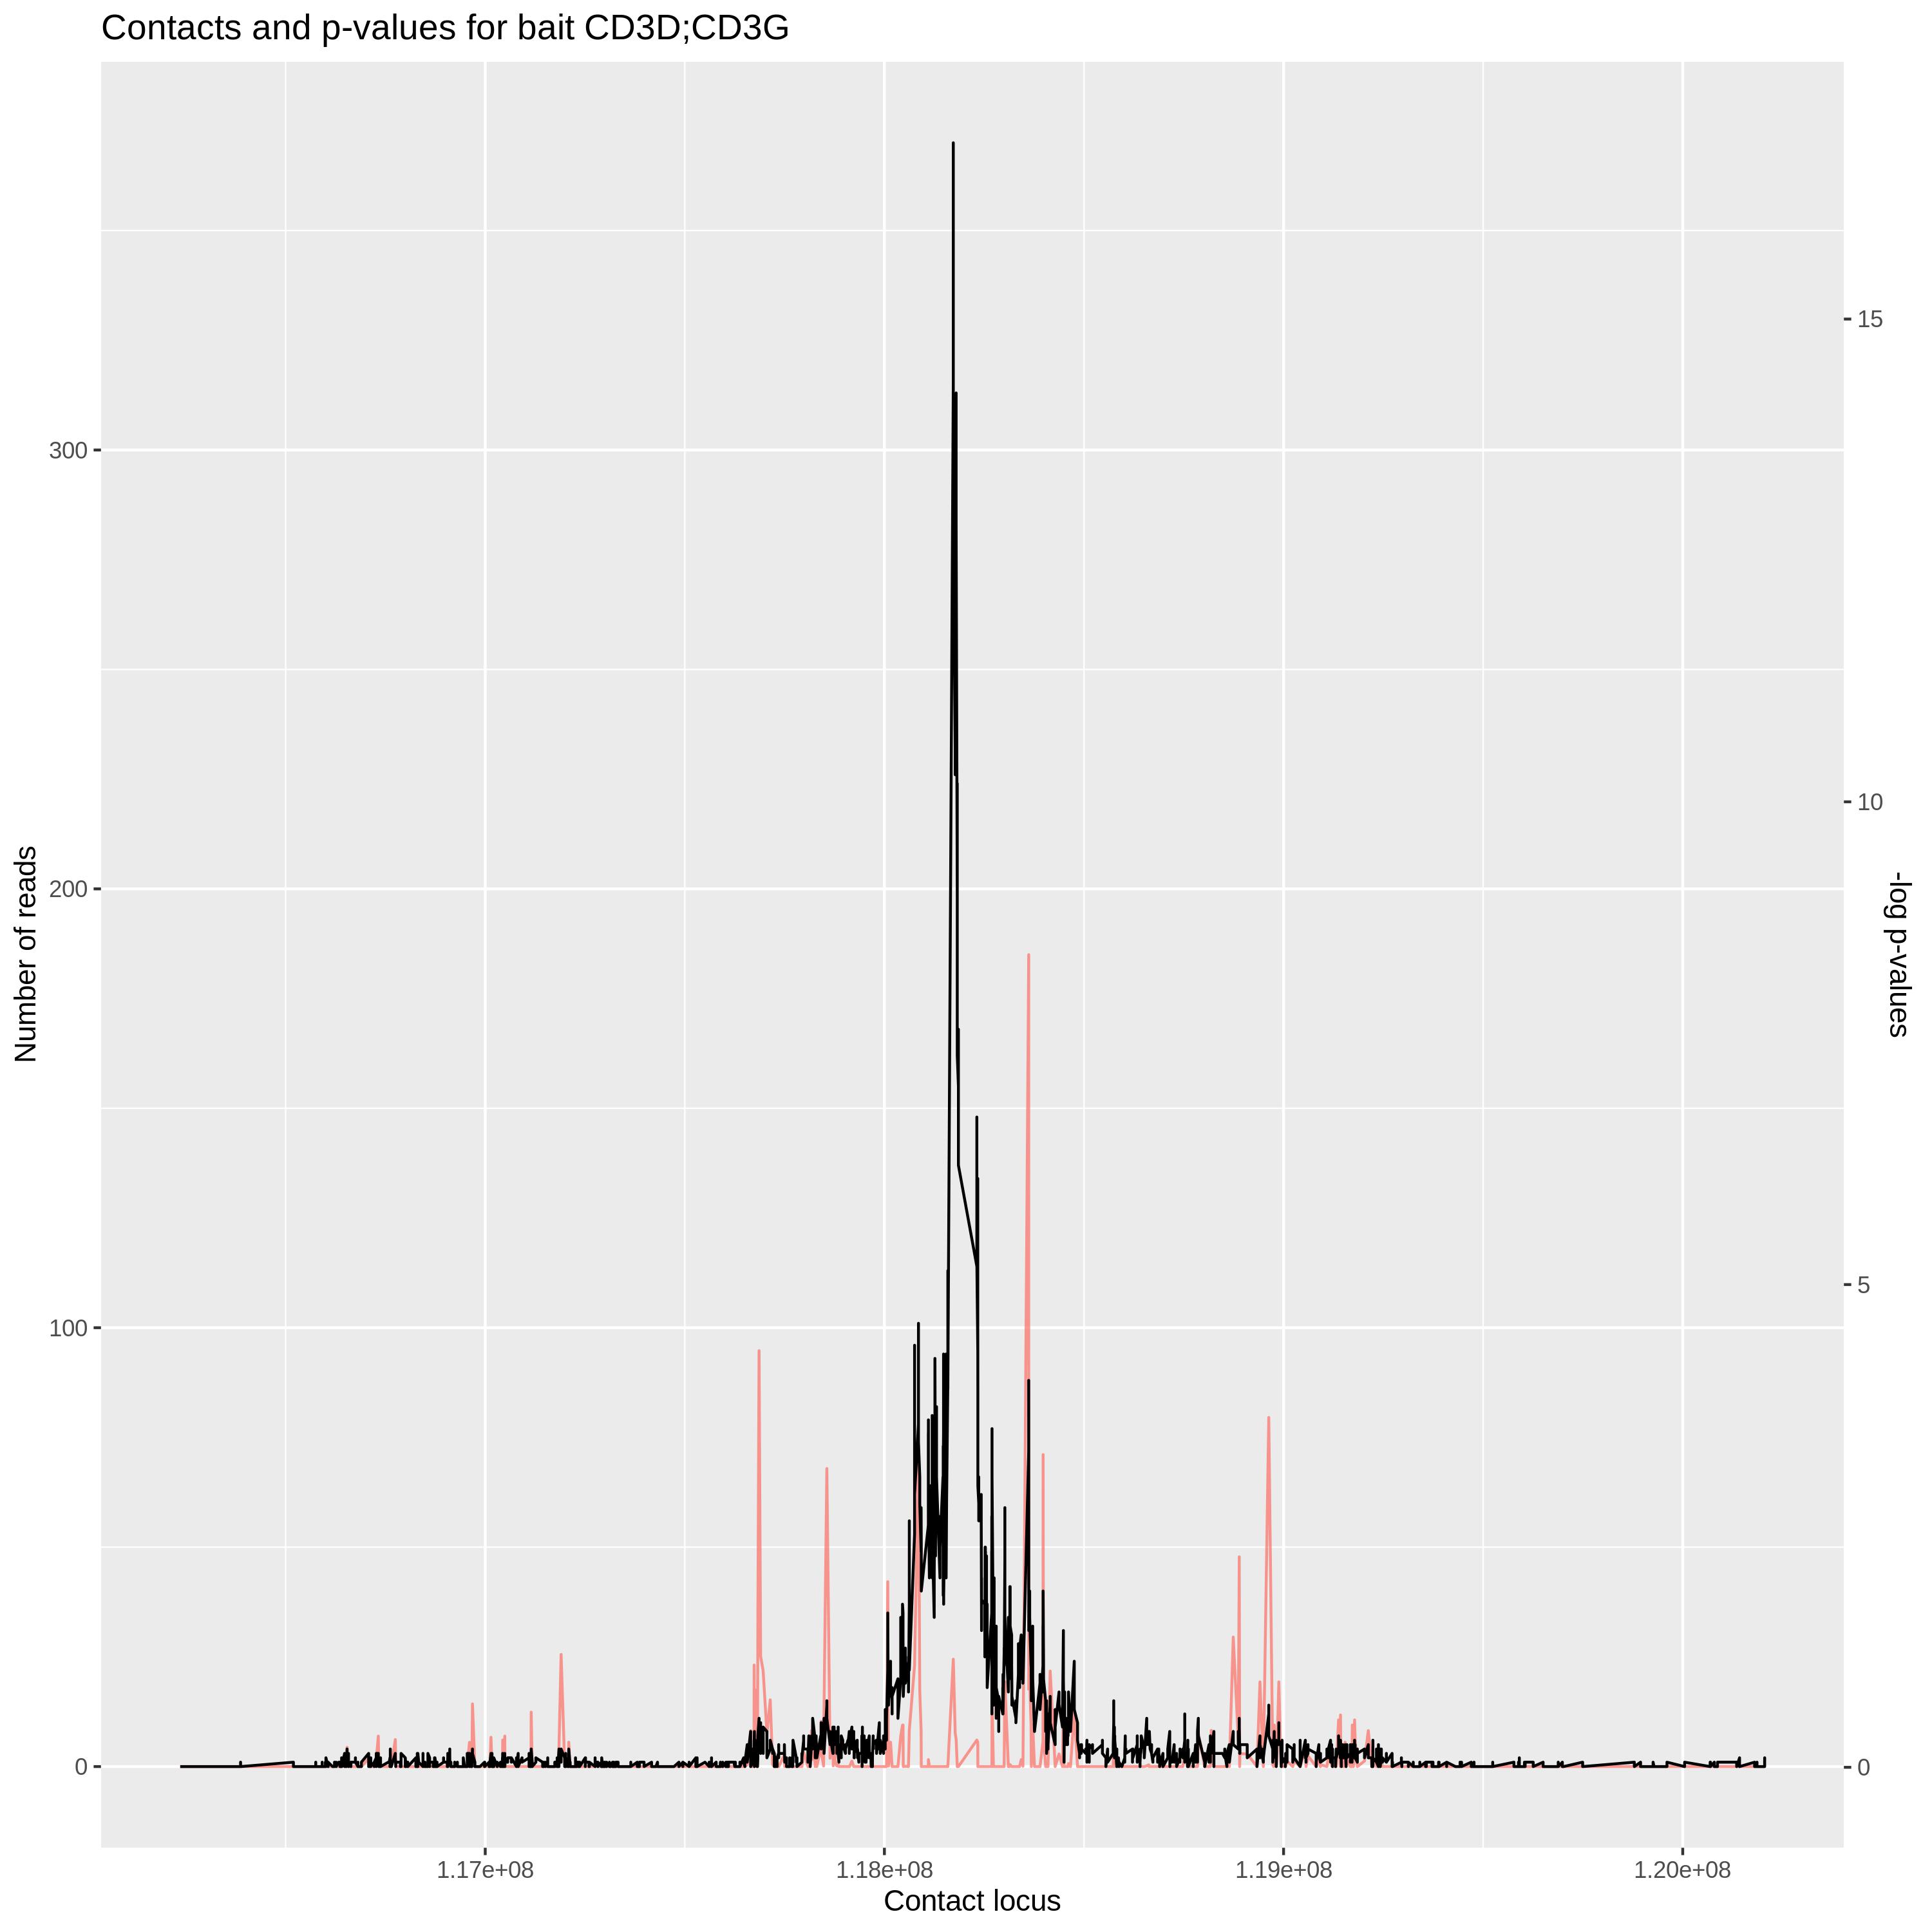 Contacts and p-values for bait CD3D;CD3G
Number of reads
300
200
100
0
15
10
5
0
-log p-values
1.17e+08 1.18e+08 1.19e+08 1.20e+08
Contact locus